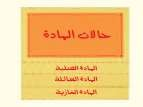 حالات المادة
المادة الصلبة
المادة السائلة
المادة الغازية